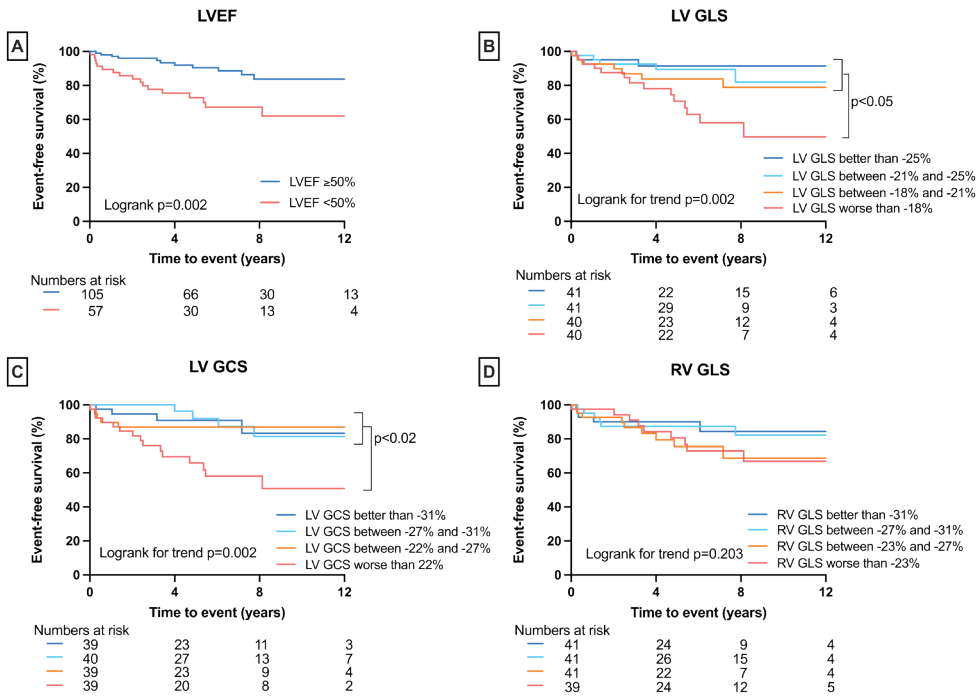 LVEF
A
Event-free survival (%)
100
80
60
40
20
0
0 4 8 12
Time to event (years)
LVEF ≥50%
LVEF <50%
Logrank p=0.002
Numbers at risk
105 66 30 13
57 30 13 4
LV GLS
B
Event-free survival (%)
100
80
60
40
20
0
0 4 8 12
Time to event (years)
p<0.05
LV GLS better than -25%
LV GLS between -21% and -25%
LV GLS between -18% and -21%
LV GLS worse than -18%
Logrank for trend p=0.002
Numbers at risk
41 22 15 6
41 29 9 3
40 23 12 4
40 22 7 4
LV GCS
C
Event-free survival (%)
100
80
60
40
20
0
0 4 8 12
Time to event (years)
p<0.02
LV GCS better than -31%
LV GCS between -27% and -31%
LV GCS between -22% and -27%
LV GCS worse than 22%
Logrank for trend p=0.002
Numbers at risk
39 23 11 3
40 27 13 7
39 23 9 4
39 20 8 2
RV GLS
D
Event-free survival (%)
100
80
60
40
20
0
0 4 8 12
Time to event (years)
RV GLS better than -31%
RV GLS between -27% and -31%
RV GLS between -23% and -27%
RV GLS worse than -23%
Logrank for trend p=0.203
Numbers at risk
41 24 9 4
41 26 15 4
41 22 7 4
39 24 12 5